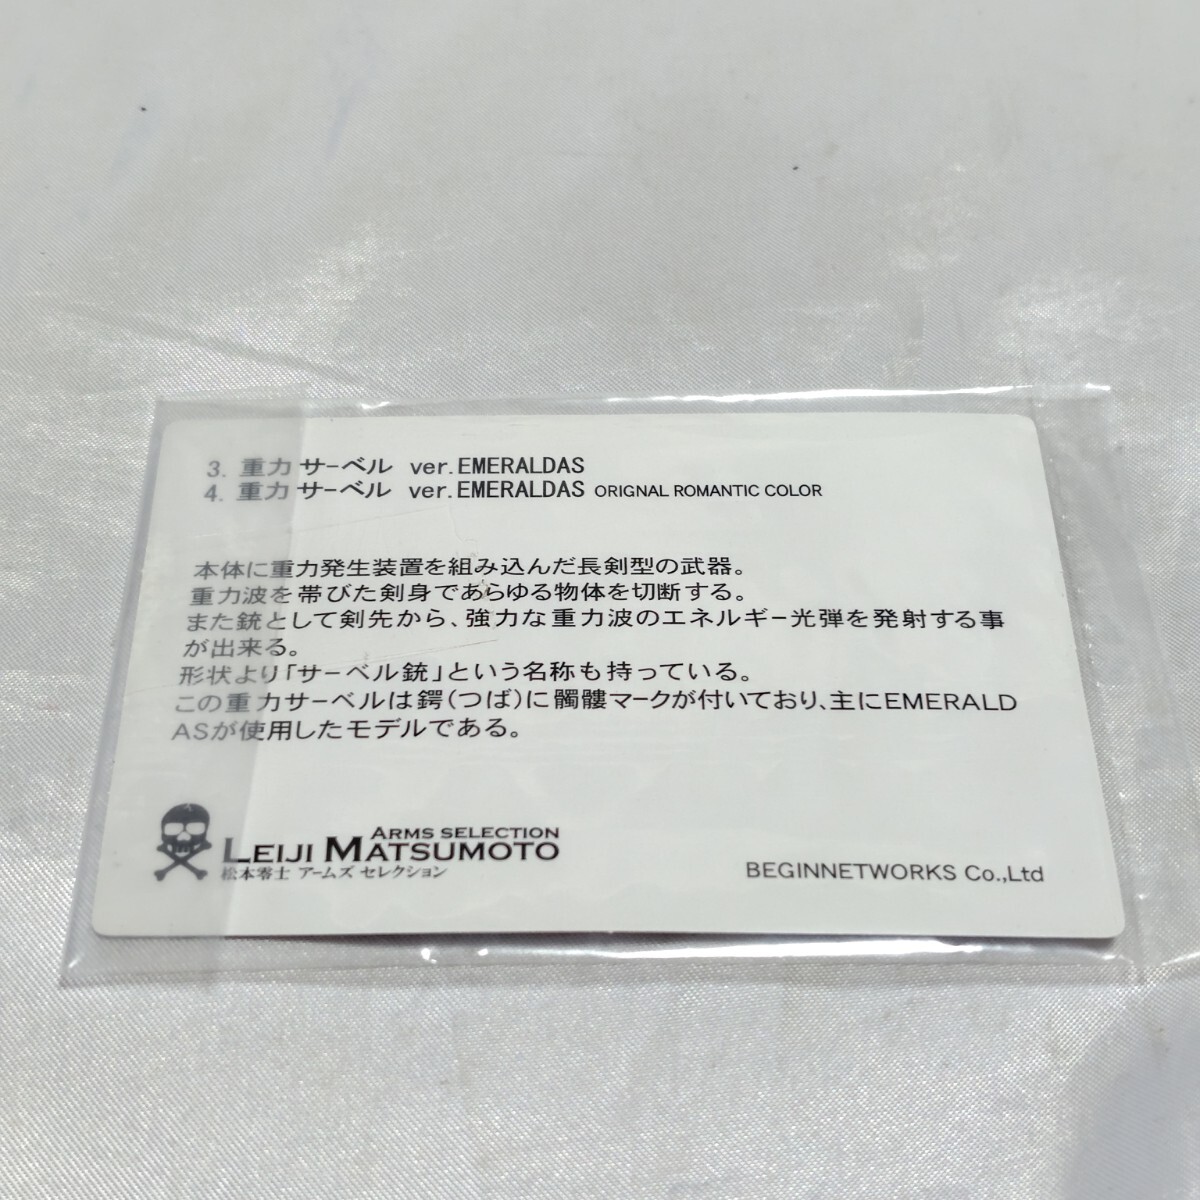 3. 重力サーベル ver.EMERALDAS
4. 重力サーベル ver.EMERALDAS ORIGNAL ROMANTIC COLOR
本体に重力発生装置を組み込んだ長剣型の武器。
重力波を帯びた剣身であらゆる物体を切断する。
また銃として剣先から、強力な重力波のエネルギー光弾を発射する事
が出来る。
形状より「サーベル銃」という名称も持っている。
この重力サーベルは鍔(つば)に髑髏マークが付いており、主にEMERALD
ASが使用したモデルである。
ARMS SELECTION
LEIJI MATSUMOTO
松本零士 アームズ セレクション
BEGINNETWORKS Co.,Ltd